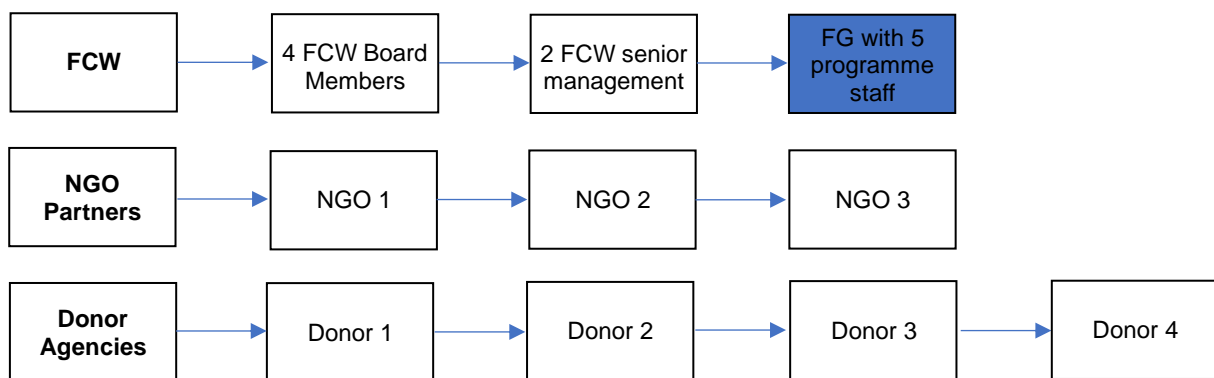 FCW
4 FCW Board
Members
2 FCW senior
management
FG with 5
programme
staff
NGO
Partners
NGO 1
NGO 2
NGO 3
Donor
Agencies
Donor 1
Donor 2
Donor 3
Donor 4